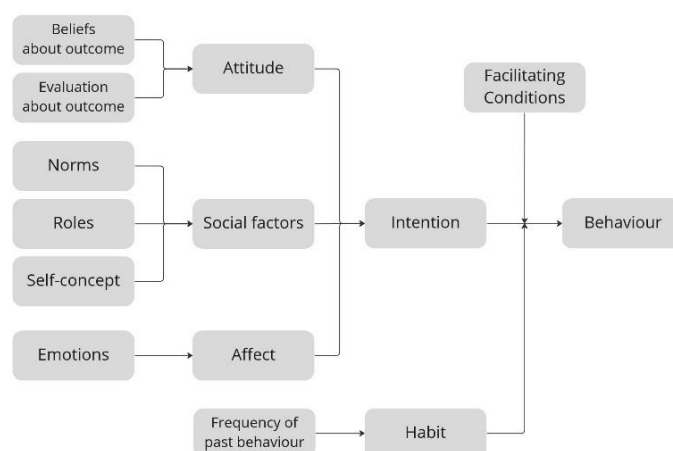 Beliefs
about outcome
Evaluation
about outcome
Attitude
Facilitating
Conditions
Norms
Roles
Self-concept
Social factors
Intention
Behaviour
Emotions
Affect
Frequency of
past behaviour
Habit